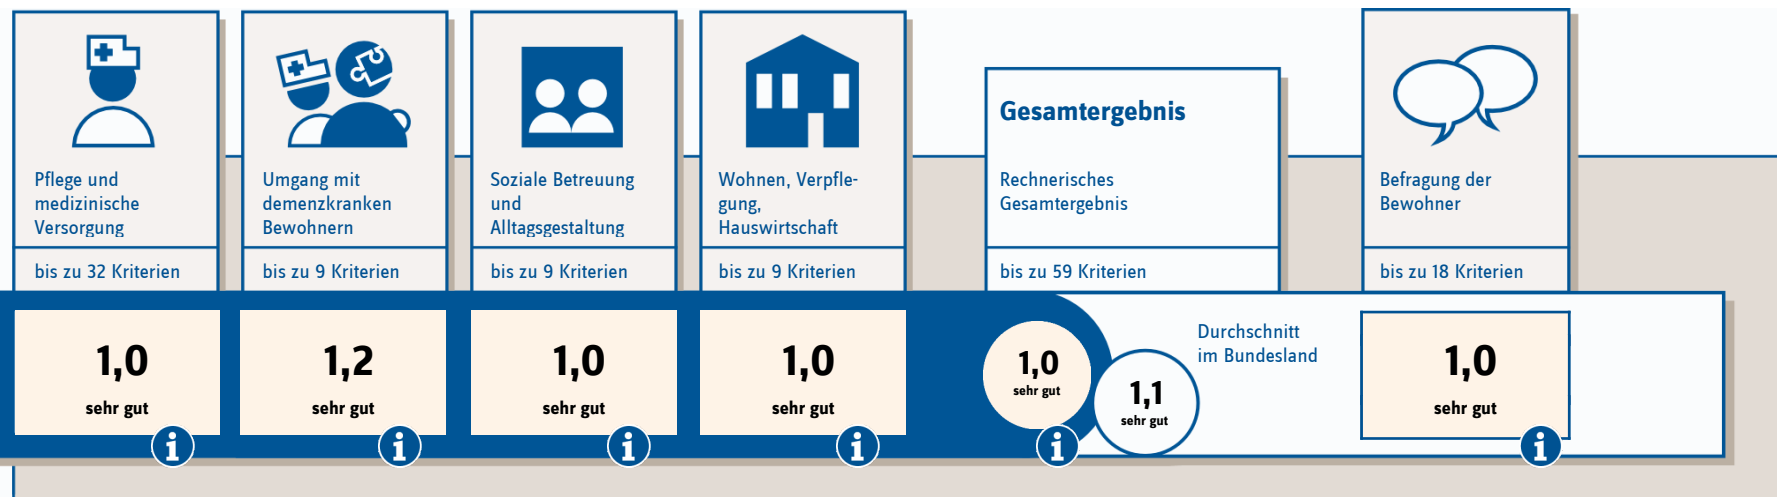 Pflege und
medizinische
Versorgung
bis zu 32 Kriterien
1,0
sehr gut
i
Umgang mit
demenzkranken
Bewohnern
bis zu 9 Kriterien
1,2
sehr gut
i
Soziale Betreuung
und
Alltagsgestaltung
bis zu 9 Kriterien
1,0
sehr gut
i
Wohnen, Verpfle-
gung,
Hauswirtschaft
bis zu 9 Kriterien
1,0
sehr gut
i
Gesamtergebnis
Rechnerisches
Gesamtergebnis
bis zu 59 Kriterien
1,0
sehr gut
i
1,1
sehr gut
Durchschnitt
im Bundesland
Befragung der
Bewohner
bis zu 18 Kriterien
1,0
sehr gut
i